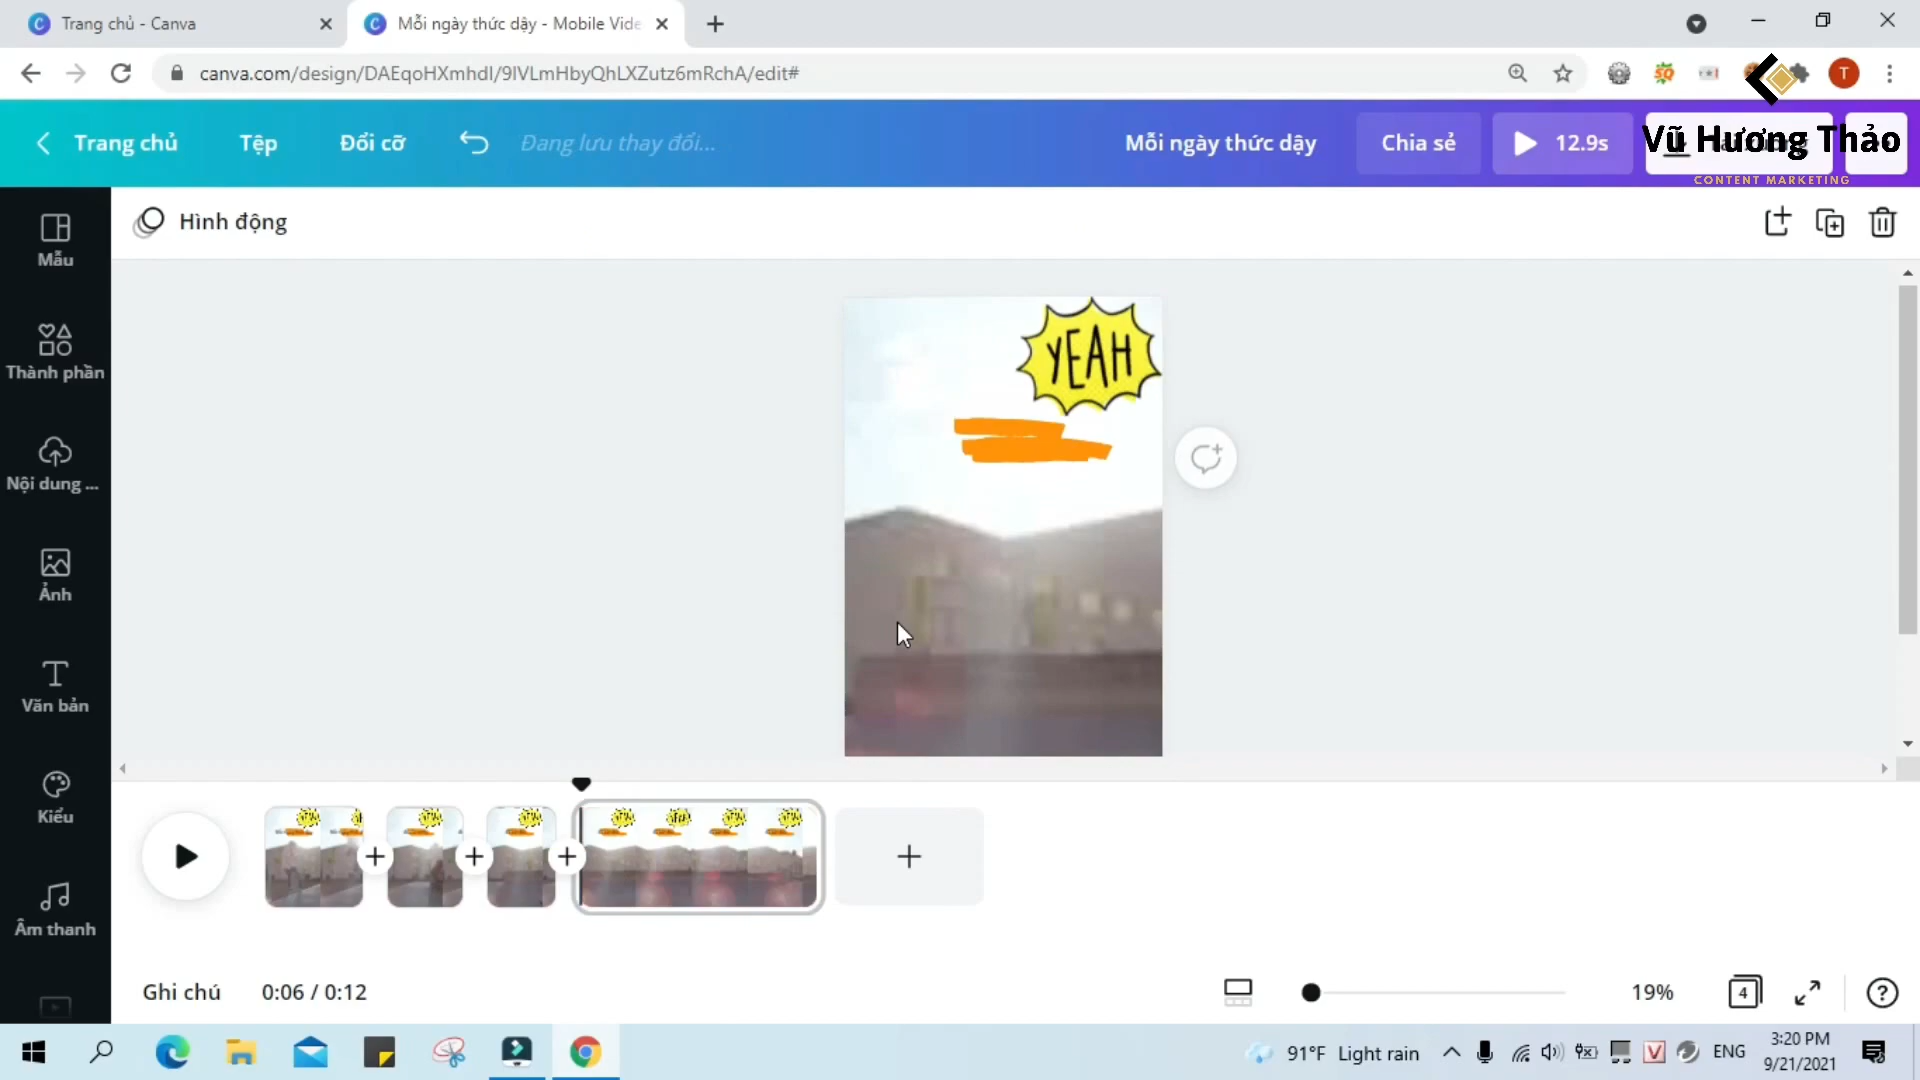 Trang chủ - Canva
Mỗi ngày thức dậy - Mobile Vide
canva.com/design/DAEqoHXmhdI/9IVLmHbyQhLXZutz6mRchA/edit#
T
Trang chủ
Tệp
Đổi cỡ
Đang lưu thay đổi...
Mỗi ngày thức dậy
Chia sẻ
12.9s
Vũ Hương Thảo
CONTENT MARKETING
Mẫu
Hình động
Thành phần
Nội dung ...
Ảnh
Văn bản
Kiểu
Âm thanh
YEAH
Ghi chú
0:06 / 0:12
19%
4
91°F Light rain
ENG
3:20 PM
9/21/2021